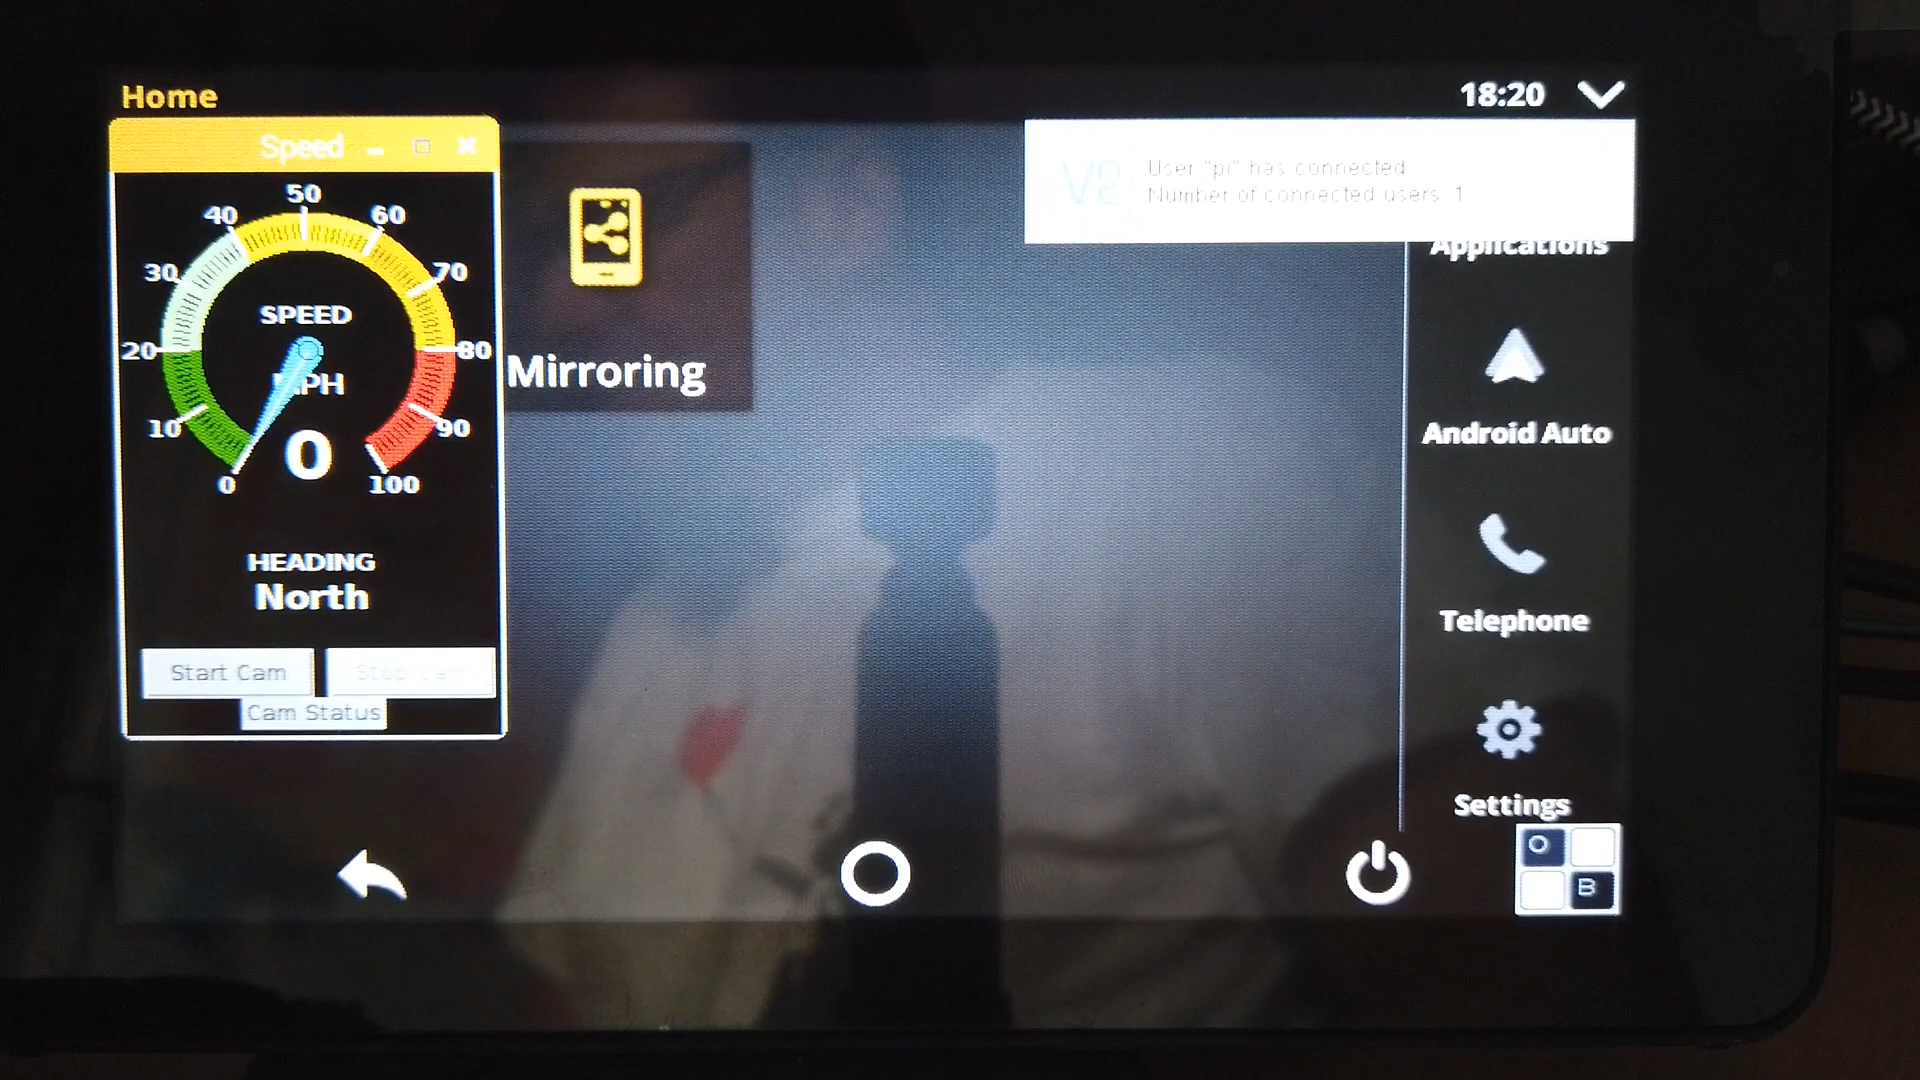 Home
18:20
Speed
User "pi" has connected
Number of connected users: 1
50
40
60
30
70
SPEED
20
80
MPH
10
90
0
0
100
HEADING
North
Start Cam
Stop Cam
Cam Status
Mirroring
Applications
Android Auto
Telephone
Settings
O
B